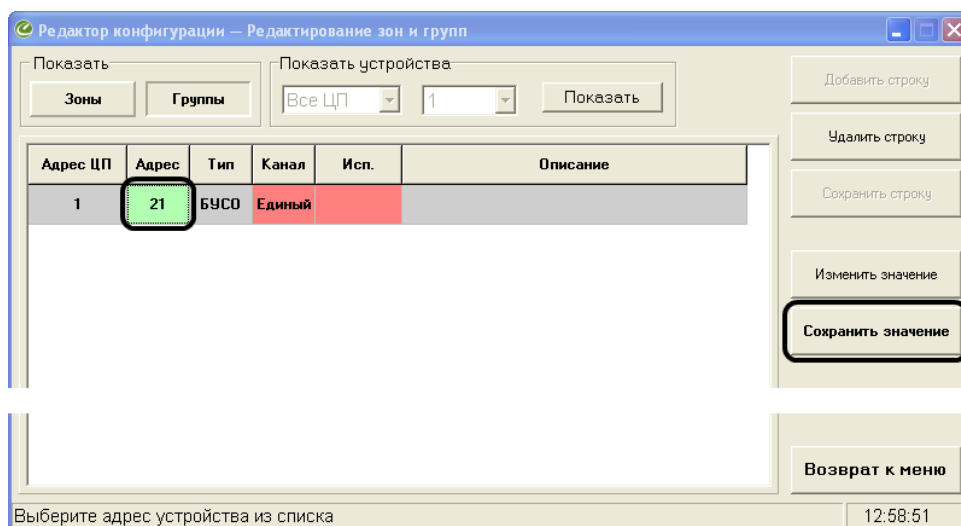 Редактор конфигурации — Редактирование зон и групп
Показать
Показать устройства
Зоны
Группы
Все ЦП
1
Показать
Добавить строку
Удалить строку
Сохранить строку
Изменить значение
Сохранить значение
Адрес ЦП Адрес Тип Канал Исп. Описание
1 21 БУСО Единый
Возврат к меню
Выберите адрес устройства из списка
12:58:51